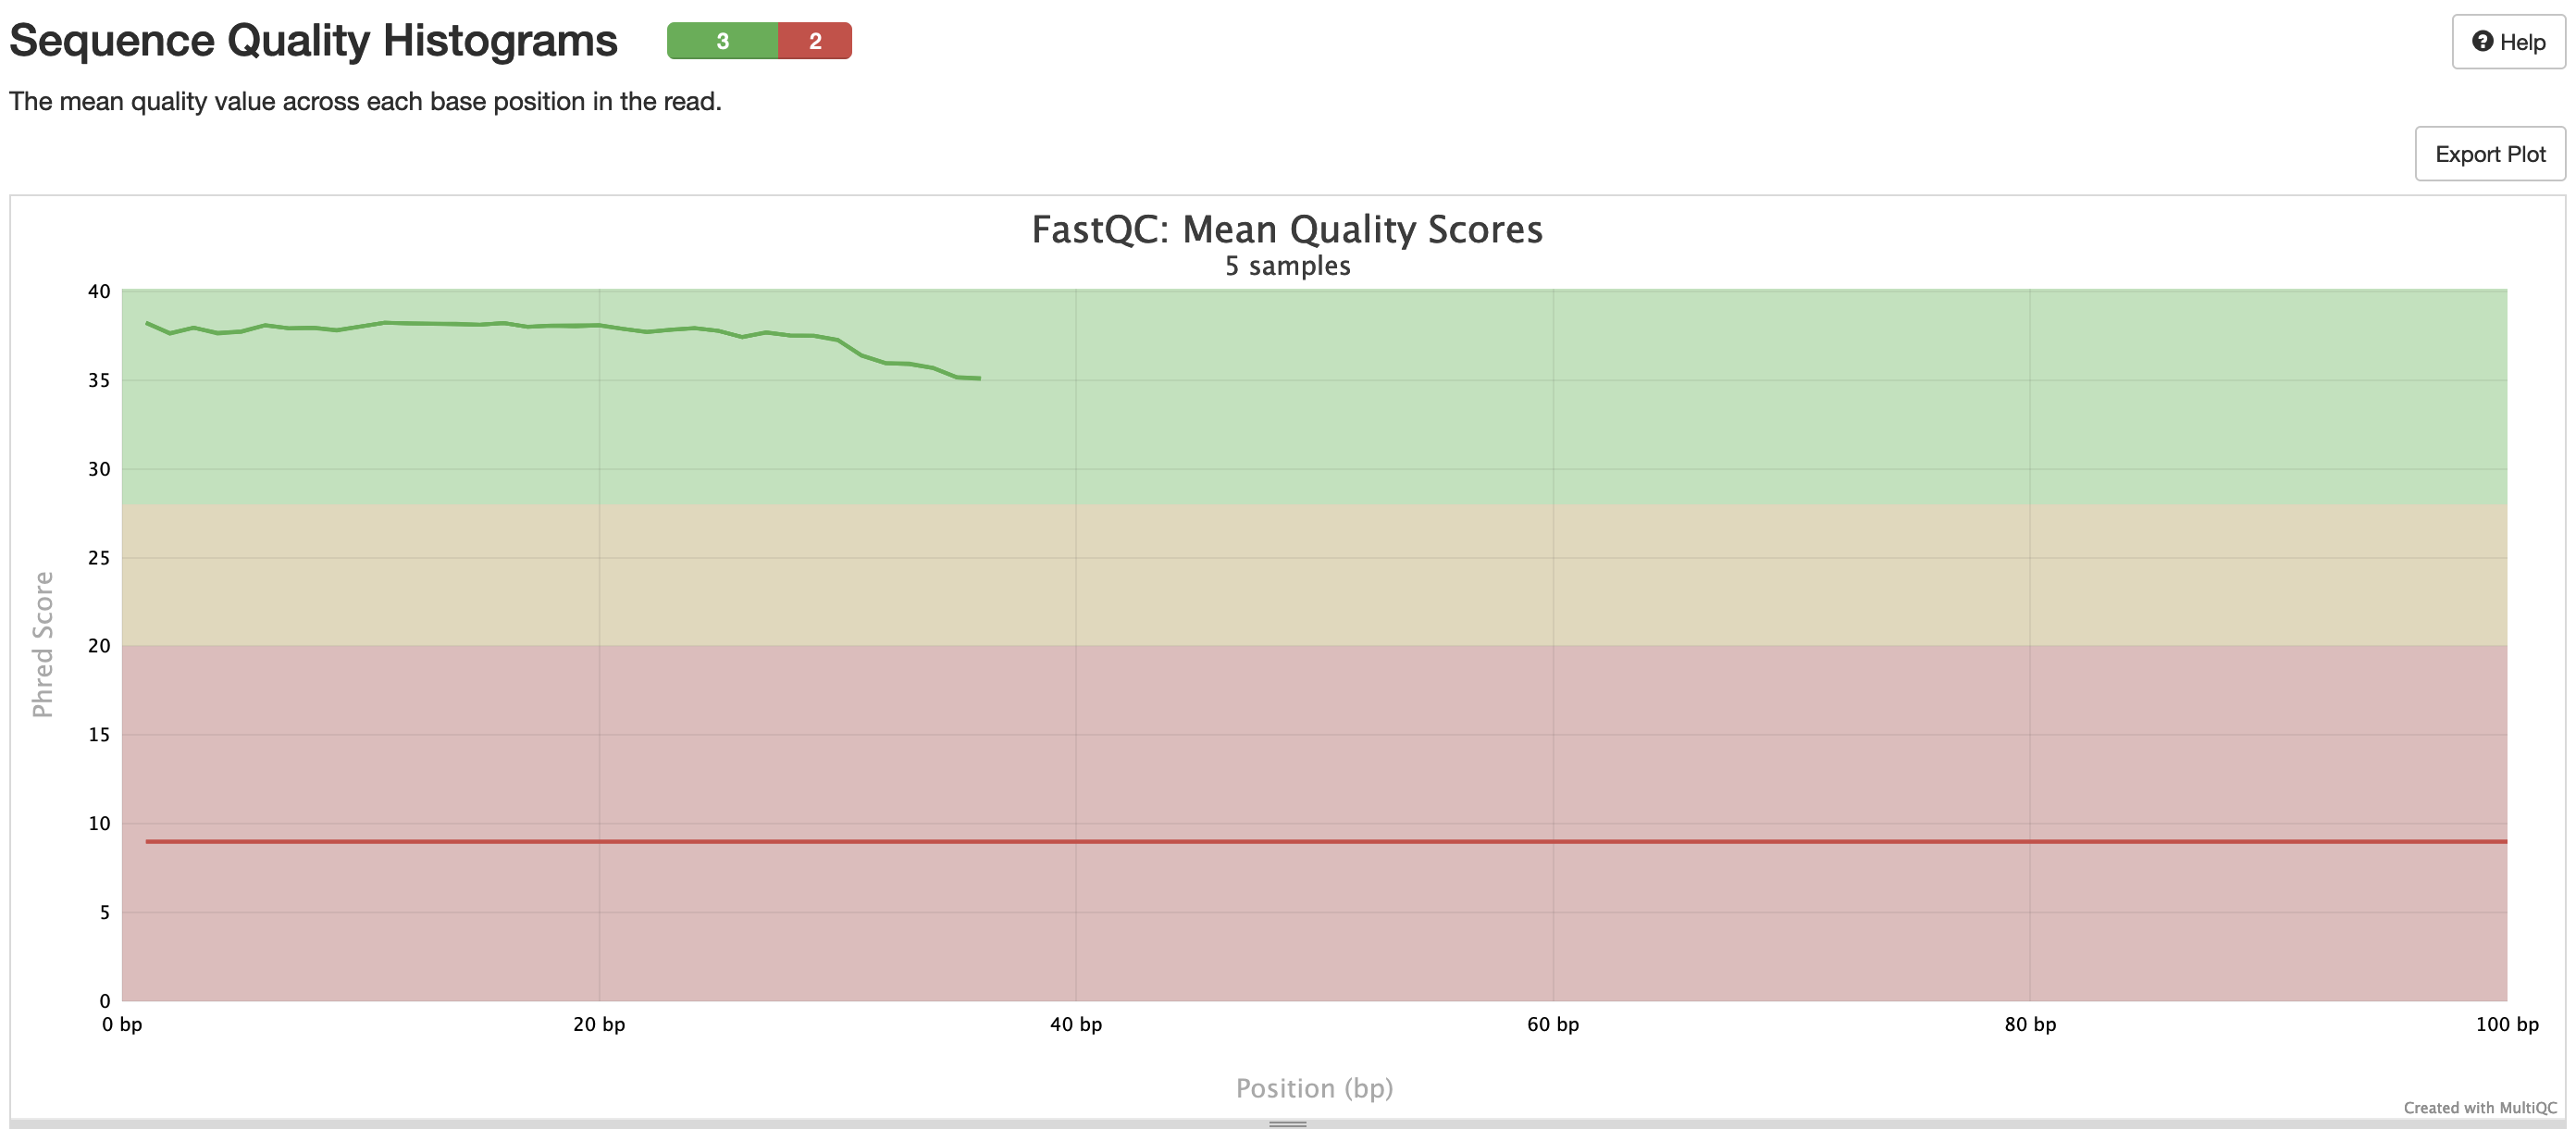 Sequence Quality Histograms 3 2
Help
The mean quality value across each base position in the read.
Export Plot
FastQC: Mean Quality Scores
5 samples
40
35
30
25
20
15
10
5
0
Phred Score
0 bp 20 bp 40 bp 60 bp 80 bp 100 bp
Position (bp)
Created with MultiQC